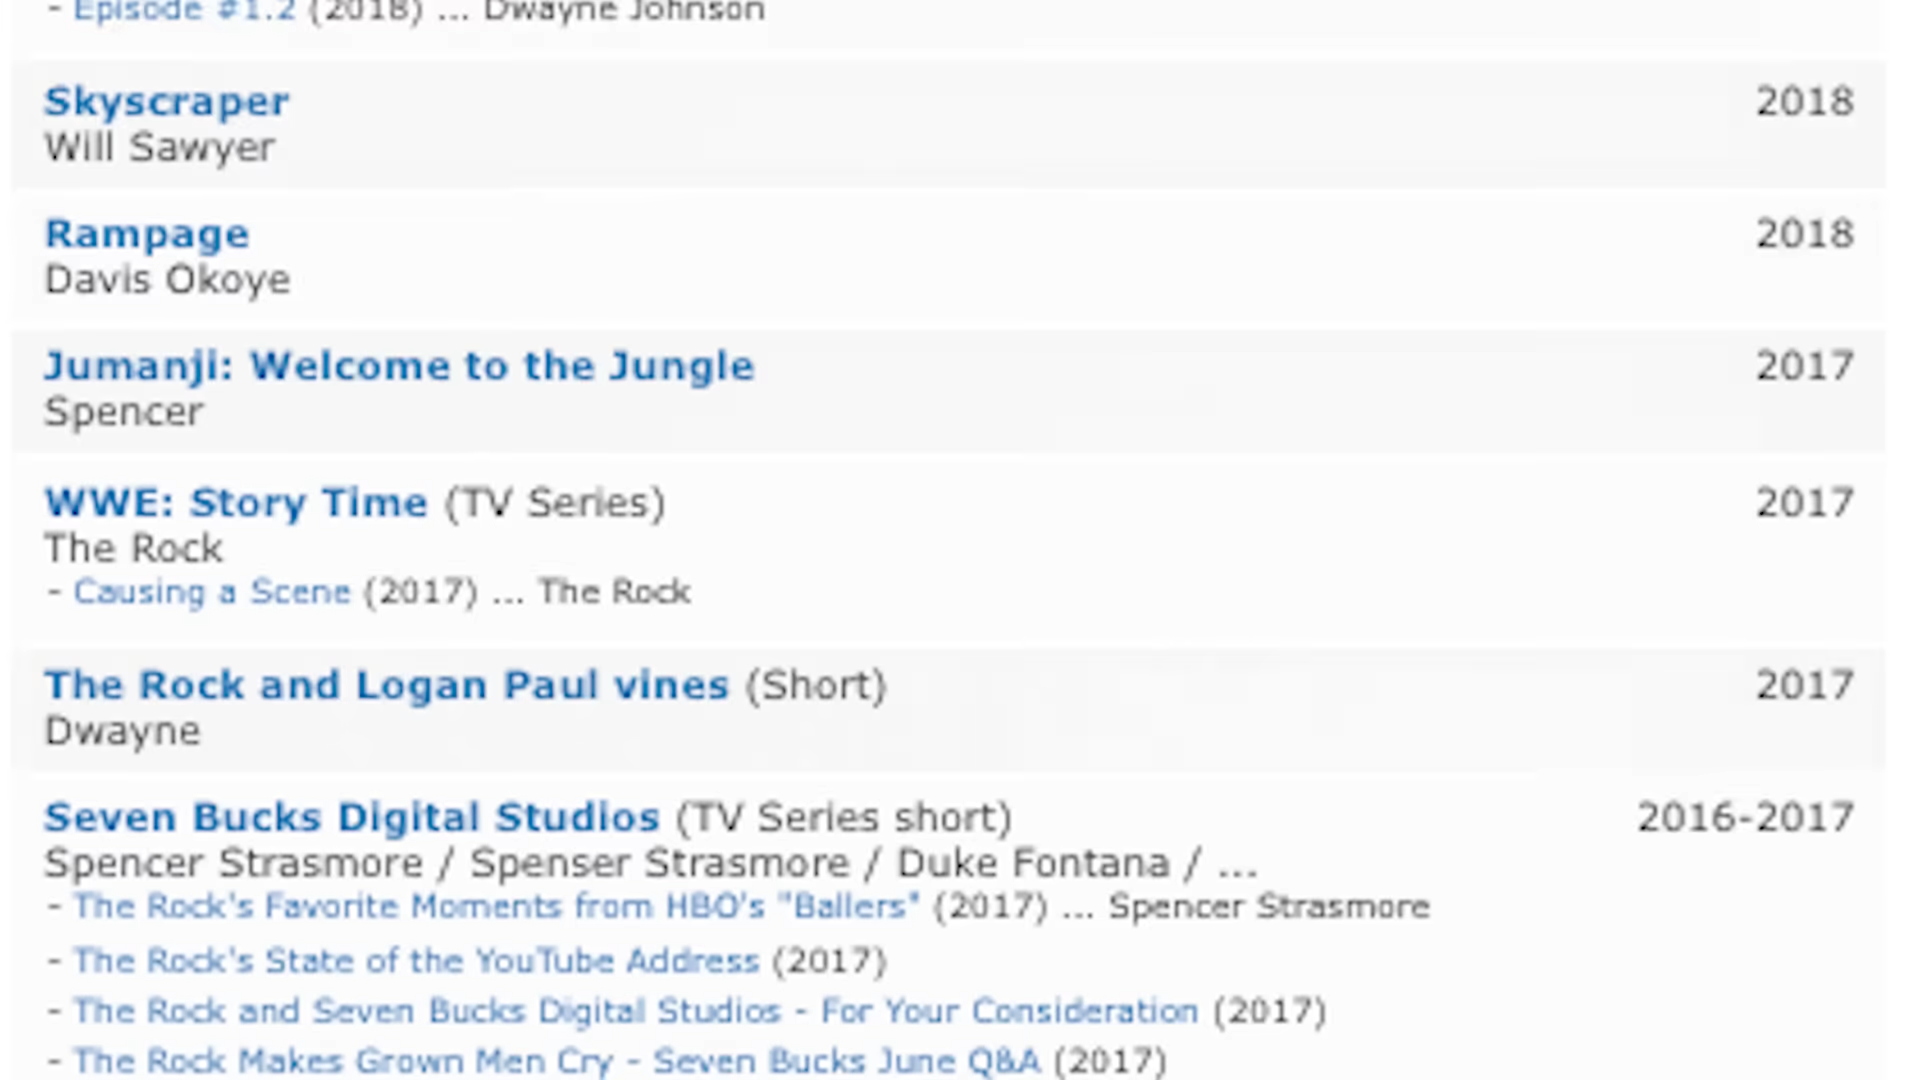 - Episode #1.2 (2018) ... Dwayne Johnson
Skyscraper 2018
Will Sawyer
Rampage 2018
Davis Okoye
Jumanji: Welcome to the Jungle 2017
Spencer
WWE: Story Time (TV Series) 2017
The Rock
- Causing a Scene (2017) ... The Rock
The Rock and Logan Paul vines (Short) 2017
Dwayne
Seven Bucks Digital Studios (TV Series short) 2016-2017
Spencer Strasmore / Spenser Strasmore / Duke Fontana / ...
- The Rock's Favorite Moments from HBO's "Ballers" (2017) ... Spencer Strasmore
- The Rock's State of the YouTube Address (2017)
- The Rock and Seven Bucks Digital Studios - For Your Consideration (2017)
- The Rock Makes Grown Men Cry - Seven Bucks June Q&A (2017)